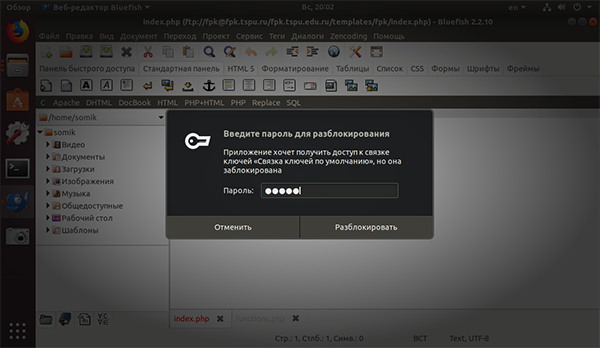 Обзор Веб-редактор Bluefish Вс, 20:02 en
index.php (ftp://fpk@fpk.tspu.ru/fpk.tspu.edu.ru/templates/fpk/index.php) - Bluefish 2.2.10
Файл Правка Вид Документ Переход Проект Сервис Теги Диалоги Zencoding Помощь
Панель быстрого доступа Стандартная панель HTML 5 Форматирование Таблицы Список CSS Формы Шрифты Фреймы
C Apache DHTML DocBook HTML PHP+HTML PHP Replace SQL
/home/somik
somik
Видео
Документы
Загрузки
Изображения
Музыка
Общедоступные
Рабочий стол
Шаблоны
Введите пароль для разблокирования
Приложение хочет получить доступ к связке
ключей «Связка ключей по умолчанию», но она
заблокирована
Пароль:
Отменить Разблокировать
index.php
Стр.: 1, Стлб.: 1, Симв.: 0 ВСТ Text, UTF-8